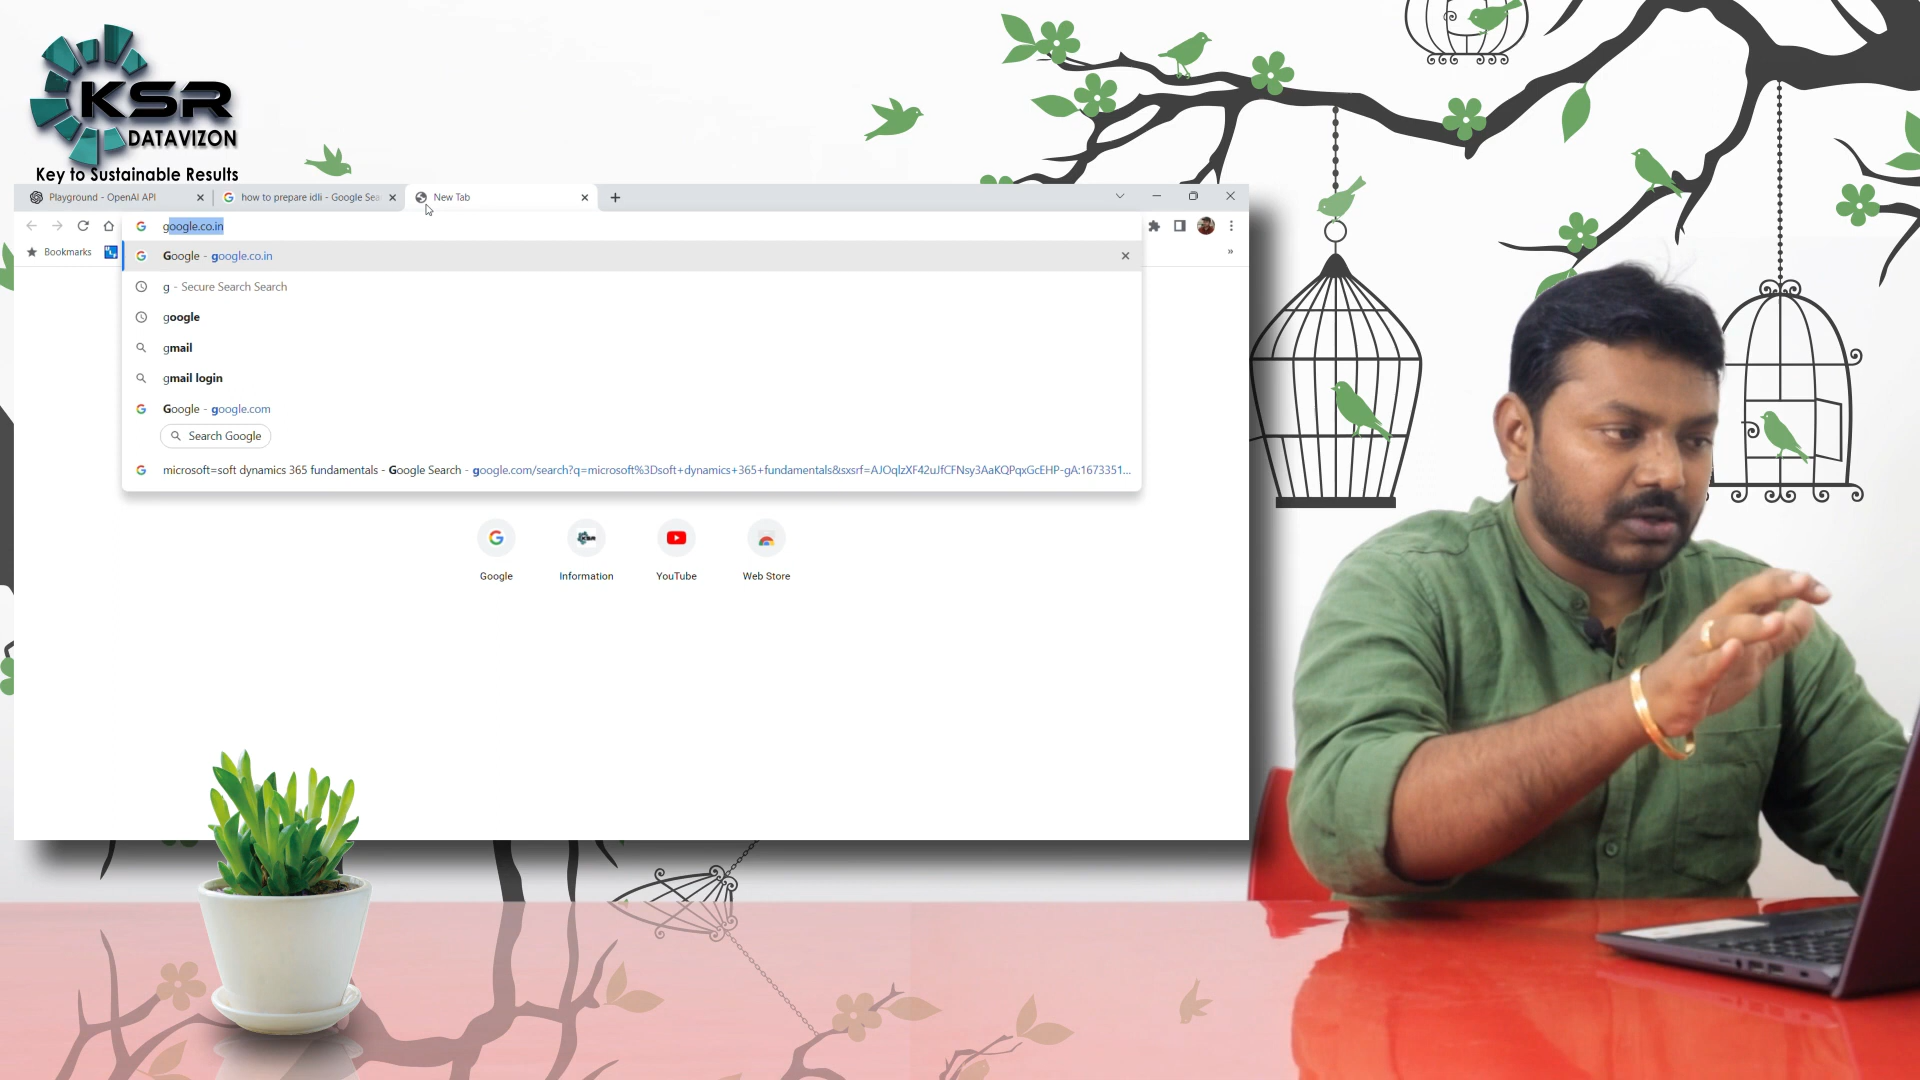 KSR
DATAVIZON
Key to Sustainable Results
Playground - OpenAI API
how to prepare idli - Google Sea
New Tab
google.co.in
Bookmarks
Google - google.co.in
g - Secure Search Search
google
gmail
gmail login
Google - google.com
Search Google
microsoft=soft dynamics 365 fundamentals - Google Search - google.com/search?q=microsoft%3Dsoft+dynamics+365+fundamentals&sxsrf=AJOqlzXF42uJfCFNsy3AaKQPqxGcEHP-gA:1673351...
Google
Information
YouTube
Web Store